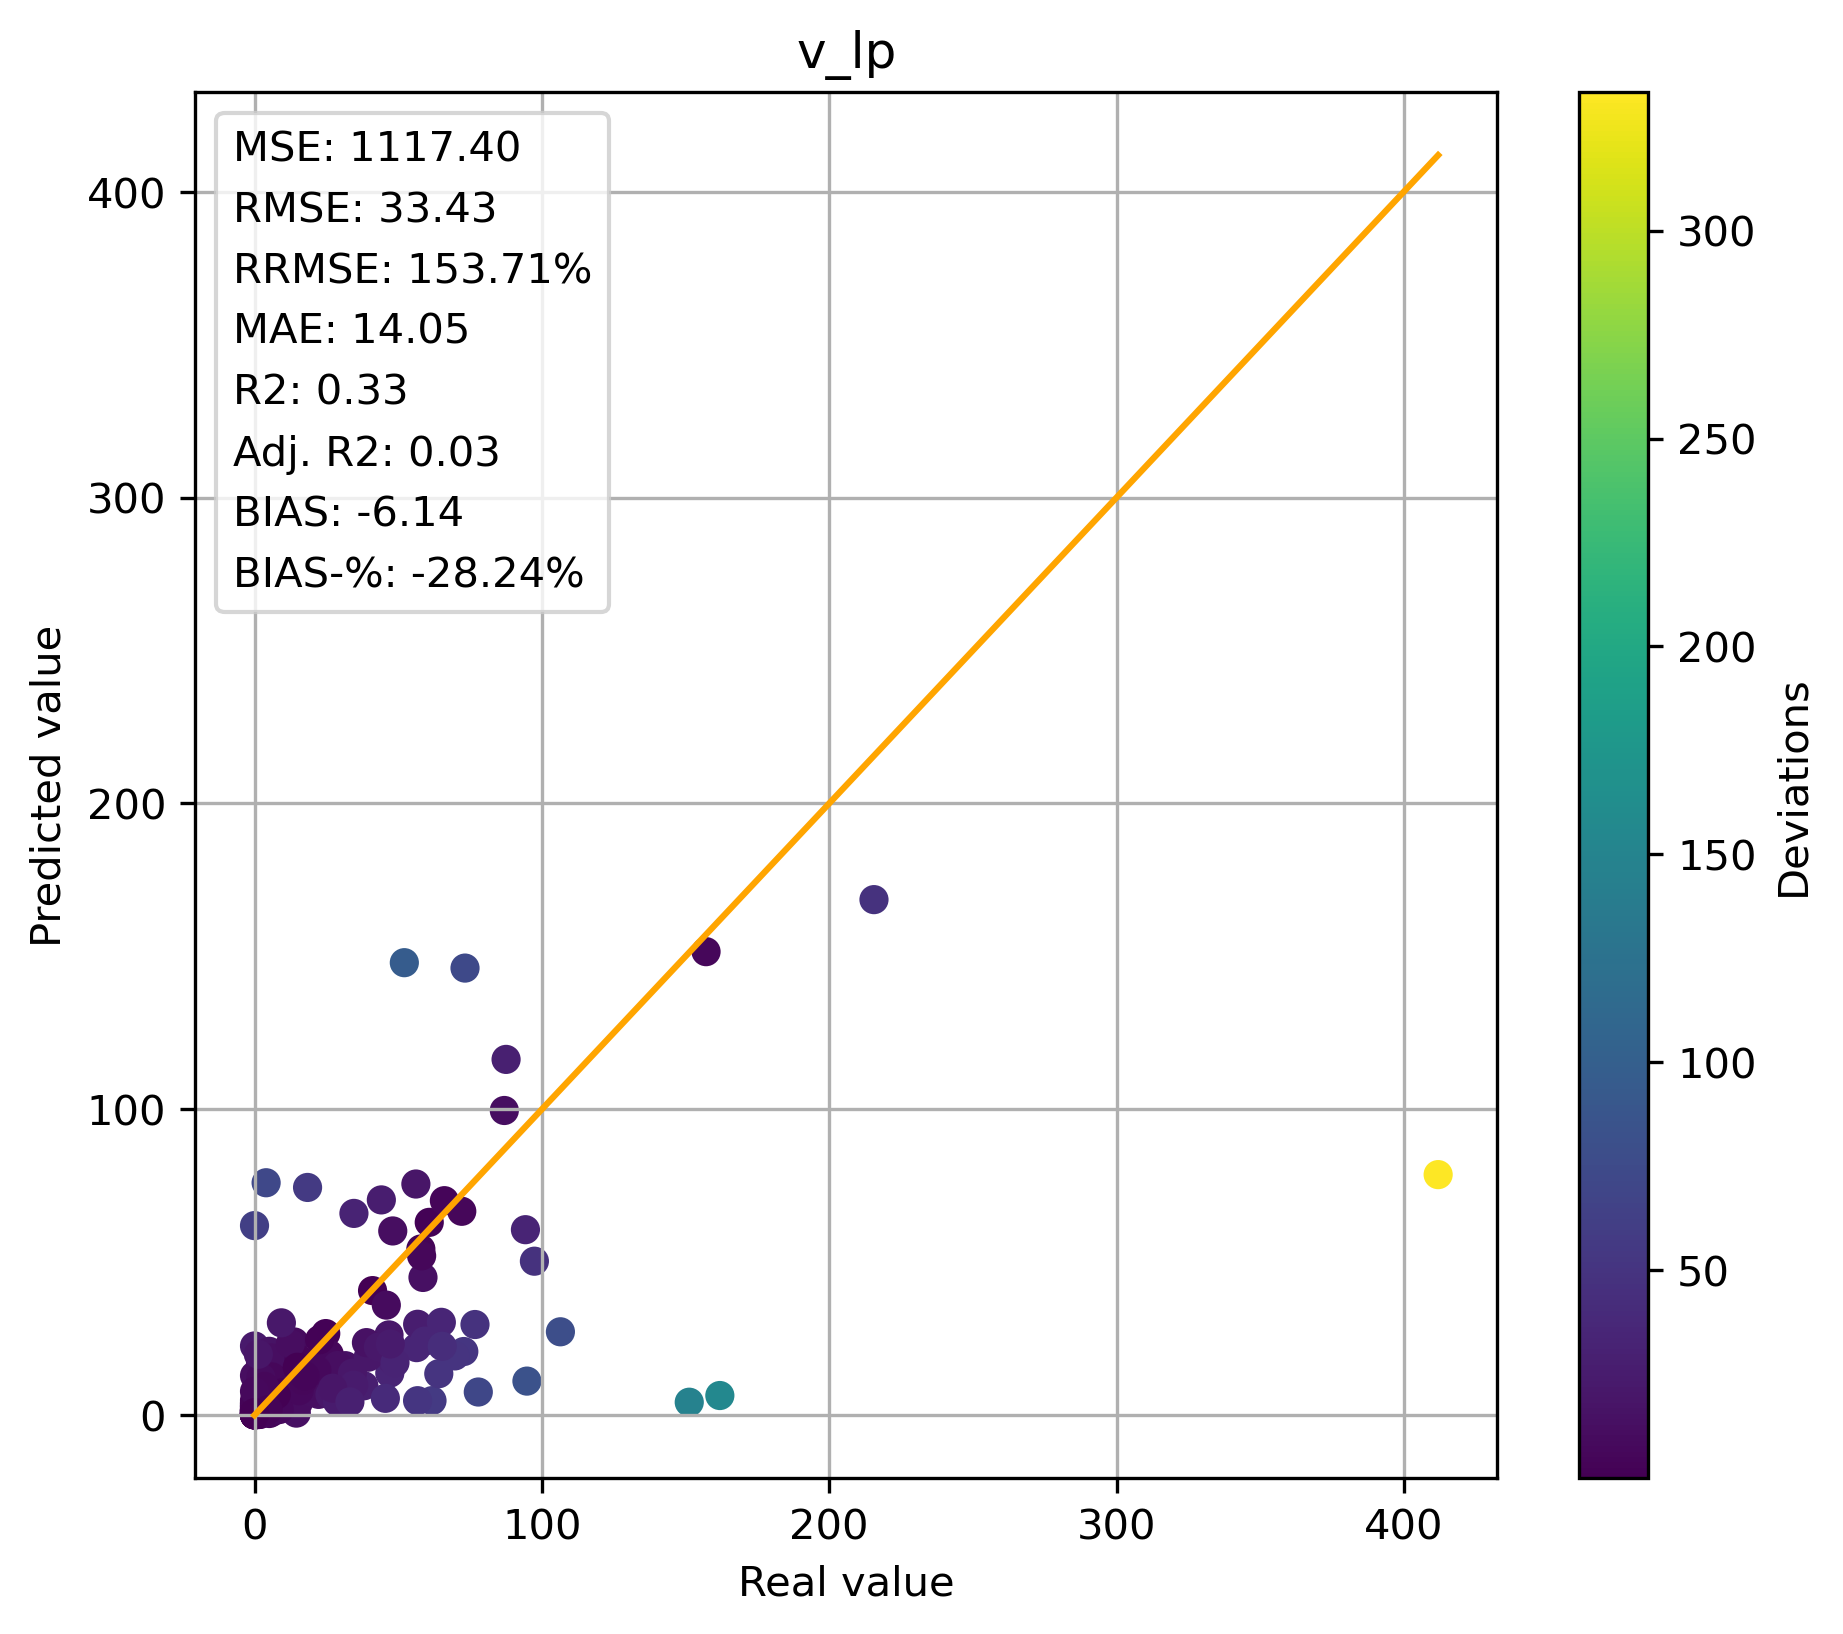 v_lp
MSE: 1117.40
RMSE: 33.43
RRMSE: 153.71%
MAE: 14.05
R2: 0.33
Adj. R2: 0.03
BIAS: -6.14
BIAS-%: -28.24%
Predicted value
400
300
200
100
0
0
100
200
300
400
Real value
300
250
200
150
100
50
Deviations